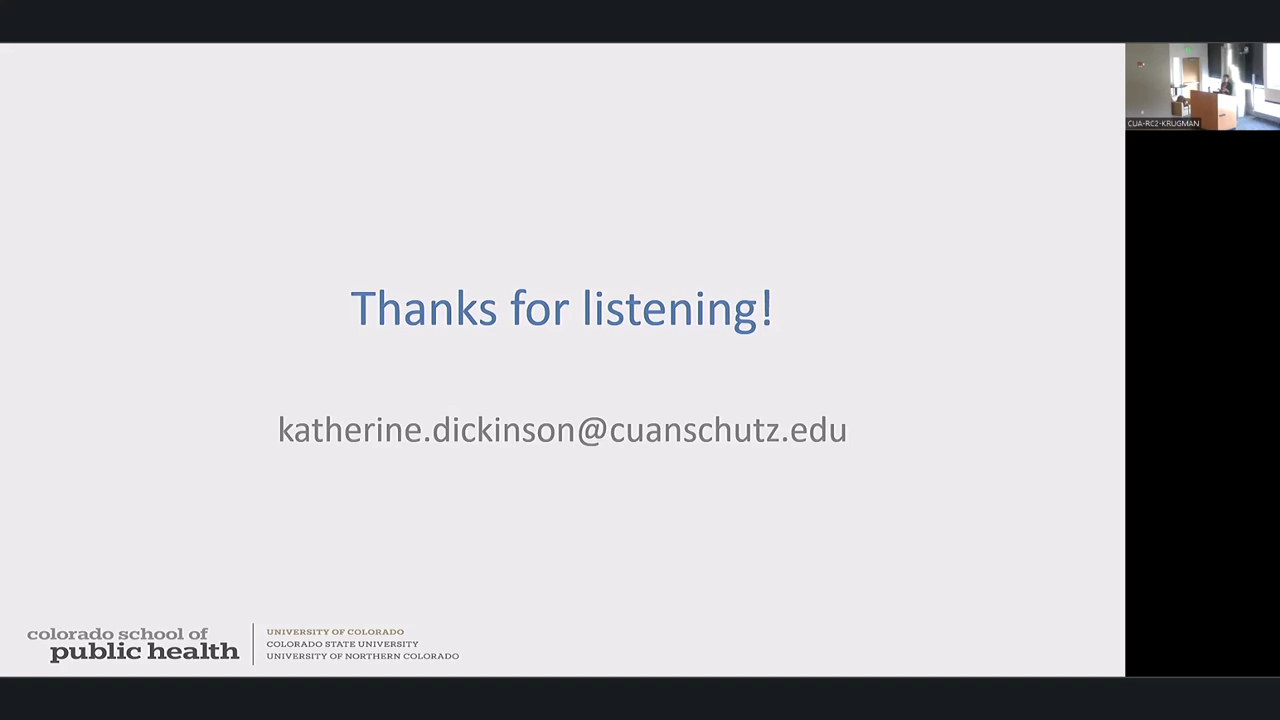 CUA-RC2-KRUGMAN
Thanks for listening!
katherine.dickinson@cuanschutz.edu
colorado school of
public health
UNIVERSITY OF COLORADO
COLORADO STATE UNIVERSITY
UNIVERSITY OF NORTHERN COLORADO